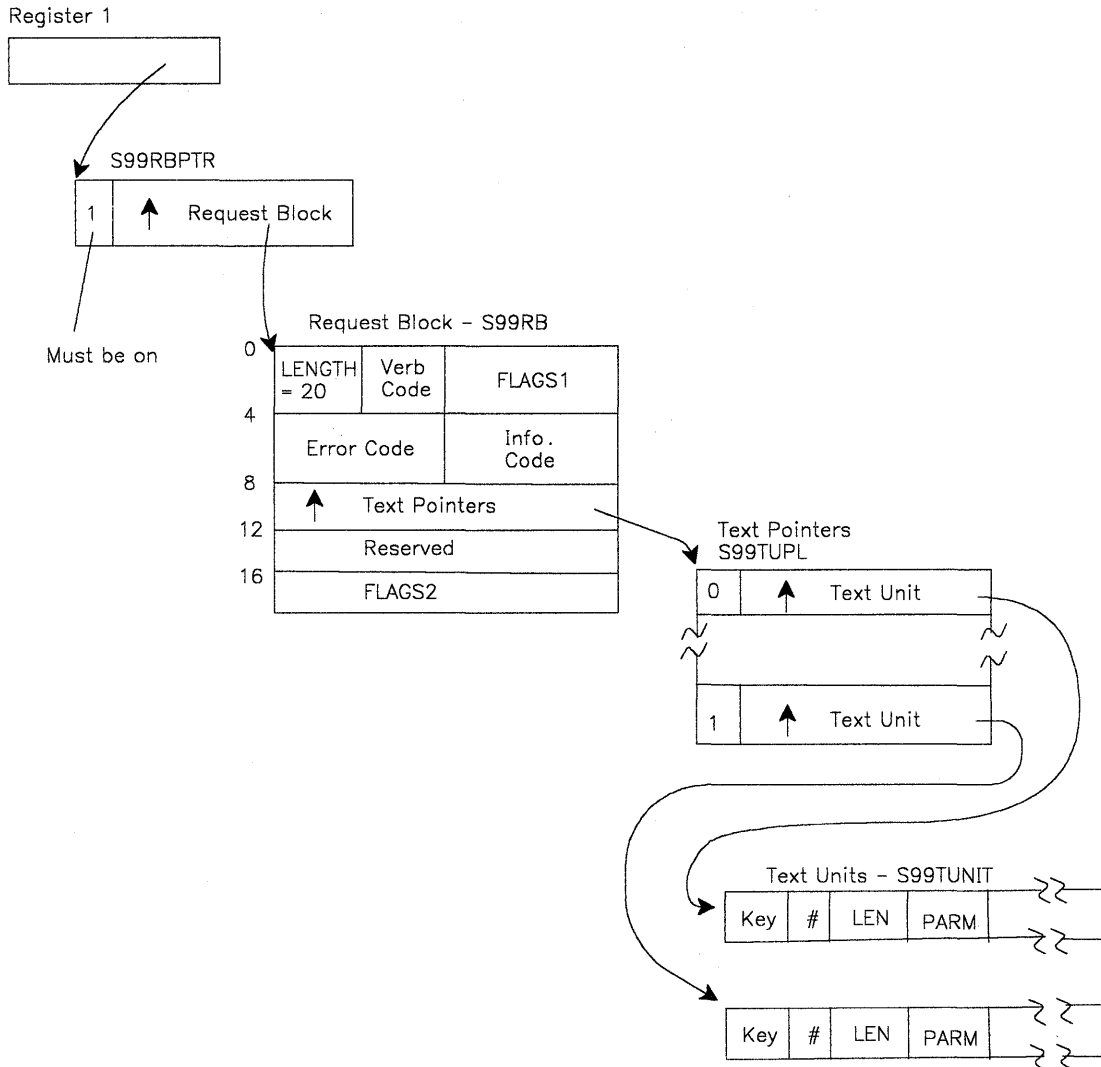 Register 1
S99RBPTR
1 Request Block
Must be on
Request Block - S99RB
0
LENGTH = 20
Verb Code
FLAGS1
4
Error Code
Info. Code
8
Text Pointers
12
Reserved
16
FLAGS2
Text Pointers
S99TUPL
0 Text Unit
1 Text Unit
Text Units - S99TUNIT
Key # LEN PARM
Key # LEN PARM